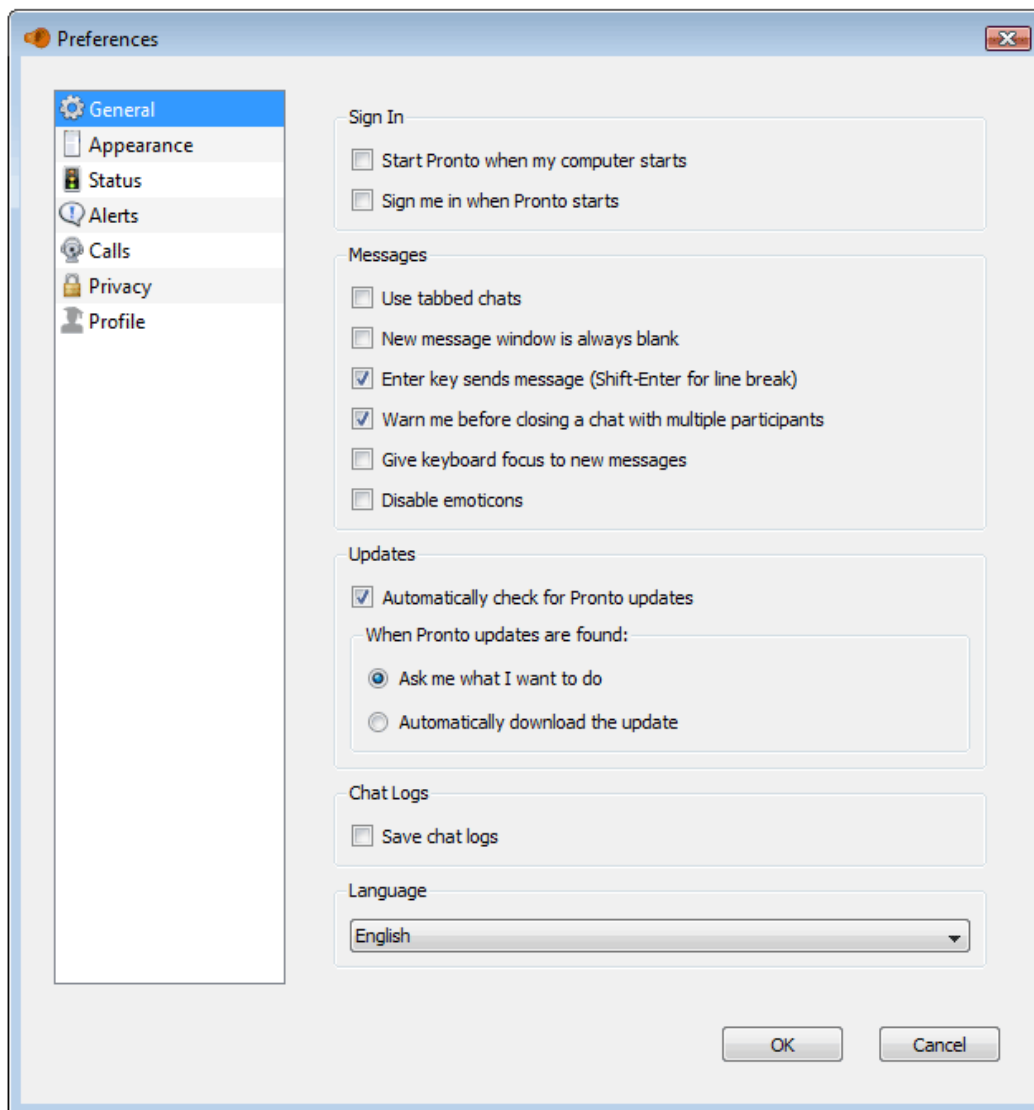 Preferences
General
Appearance
Status
Alerts
Calls
Privacy
Profile
Sign In
Start Pronto when my computer starts
Sign me in when Pronto starts
Messages
Use tabbed chats
New message window is always blank
Enter key sends message (Shift-Enter for line break)
Warn me before closing a chat with multiple participants
Give keyboard focus to new messages
Disable emoticons
Updates
Automatically check for Pronto updates
When Pronto updates are found:
Ask me what I want to do
Automatically download the update
Chat Logs
Save chat logs
Language
English
OK
Cancel